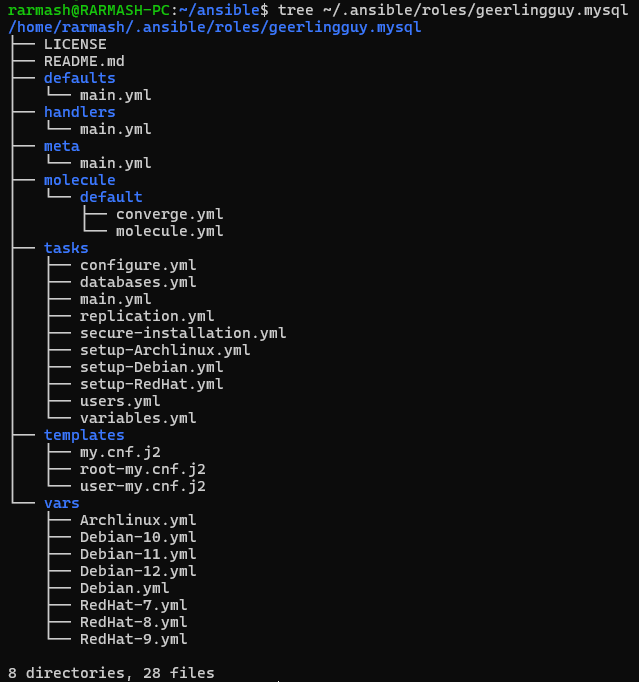 rarmash@RARMASH-PC:~/ansible$ tree ~/.ansible/roles/geerlingguy.mysql
/home/rarmash/.ansible/roles/geerlingguy.mysql
├── LICENSE
├── README.md
├── defaults
│   └── main.yml
├── handlers
│   └── main.yml
├── meta
│   └── main.yml
├── molecule
│   └── default
│       ├── converge.yml
│       └── molecule.yml
├── tasks
│   ├── configure.yml
│   ├── databases.yml
│   ├── main.yml
│   ├── replication.yml
│   ├── secure-installation.yml
│   ├── setup-Archlinux.yml
│   ├── setup-Debian.yml
│   ├── setup-RedHat.yml
│   ├── users.yml
│   └── variables.yml
├── templates
│   ├── my.cnf.j2
│   ├── root-my.cnf.j2
│   └── user-my.cnf.j2
└── vars
    ├── Archlinux.yml
    ├── Debian-10.yml
    ├── Debian-11.yml
    ├── Debian-12.yml
    ├── Debian.yml
    ├── RedHat-7.yml
    ├── RedHat-8.yml
    └── RedHat-9.yml
8 directories, 28 files